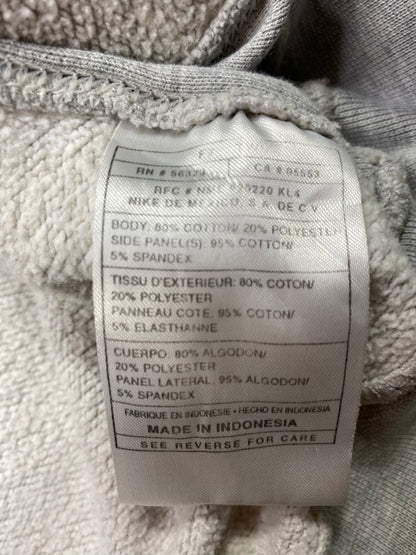 F
RN # 56323 CA # 05553
RFC # 920220 KL4
NIKE DE MEXICO, S.A. DE C.V.
BODY: 80% COTTON/ 20% POLYESTER
SIDE PANEL(S): 95% COTTON/
5% SPANDEX
TISSU D'EXTERIEUR: 80% COTON/
20% POLYESTER
PANNEAU COTE: 95% COTON/
5% ELASTHANNE
CUERPO: 80% ALGODON/
20% POLYESTER
PANEL LATERAL: 95% ALGODON/
5% SPANDEX
FABRIQUE EN INDONESIE • HECHO EN INDONESIA
MADE IN INDONESIA
SEE REVERSE FOR CARE